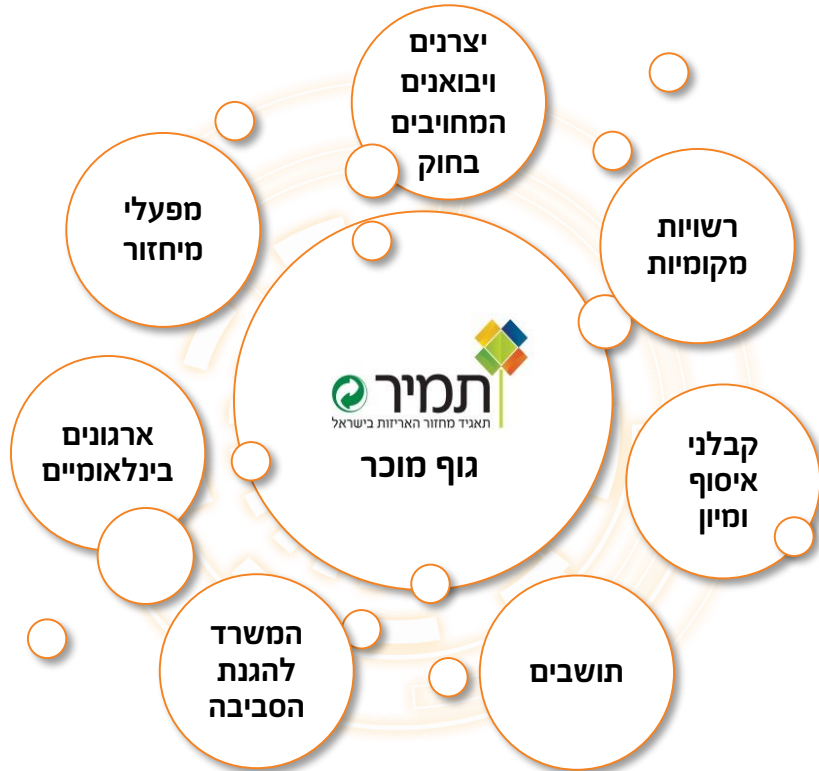 יצרנים
ויבואנים
המחויבים
בחוק
רשויות
מקומיות
קבלני
איסוף
ומיון
תושבים
המשרד
להגנת
הסביבה
ארגונים
בינלאומיים
מפעלי
מיחזור
תמיר
תאגיד מחזור האריזות בישראל
גוף מוכר